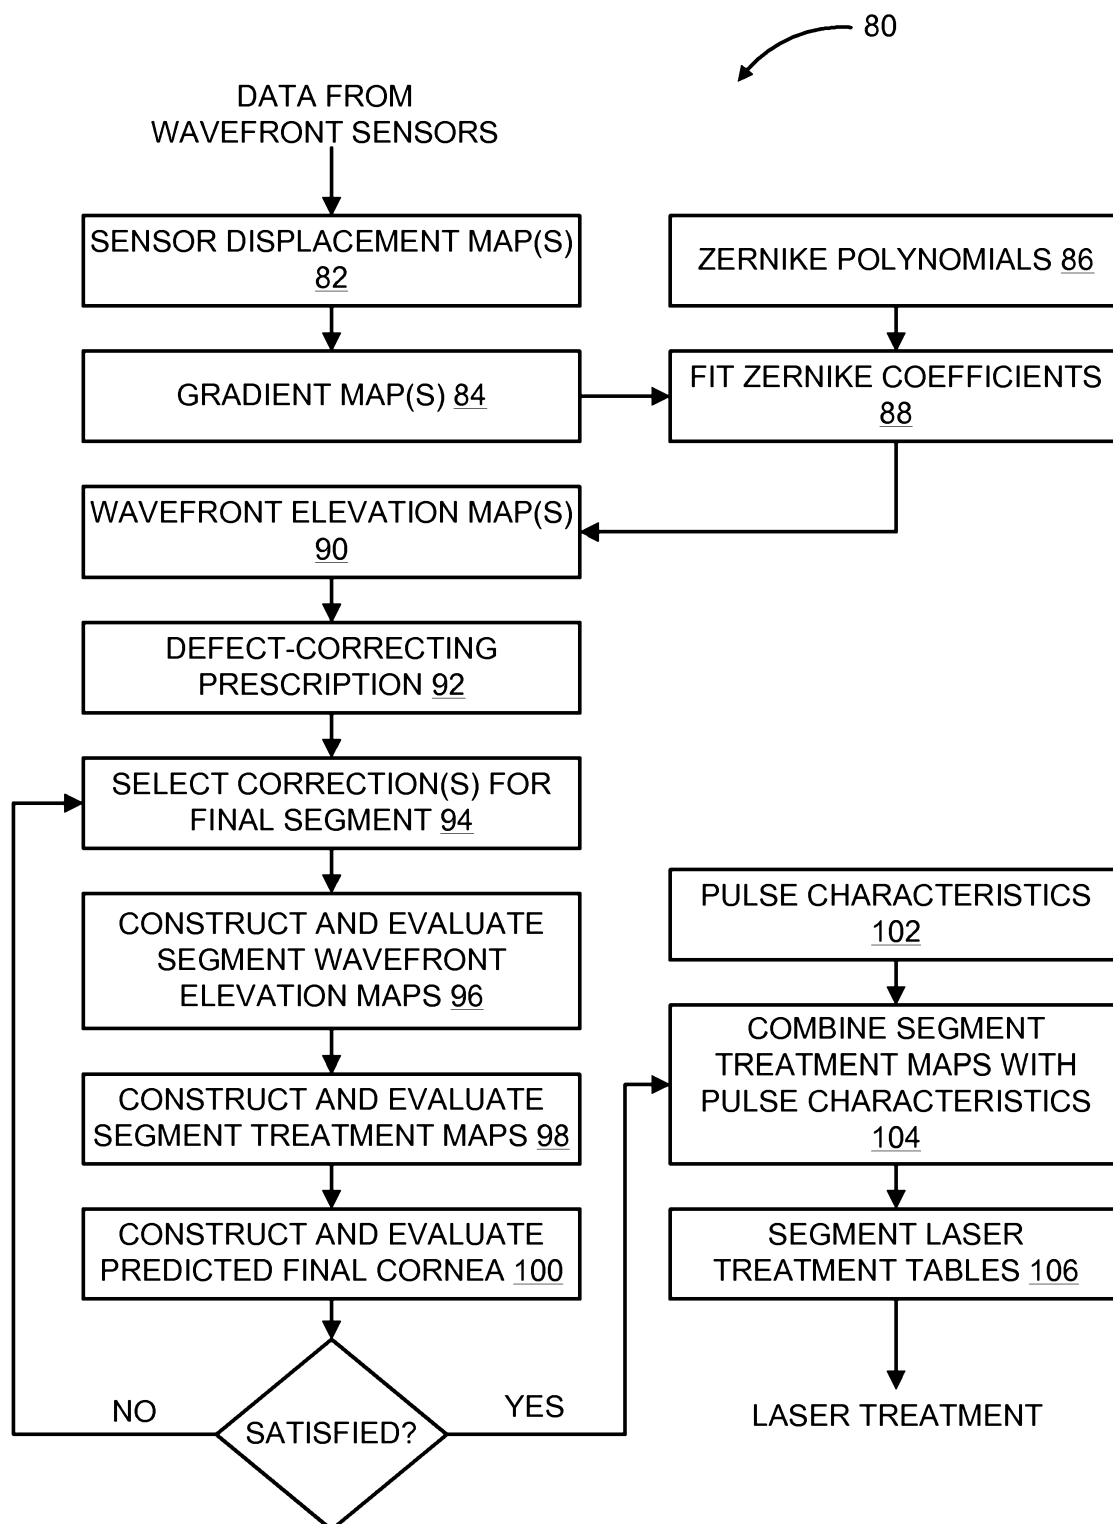 80
DATA FROM
WAVEFRONT SENSORS
SENSOR DISPLACEMENT MAP(S)
82
ZERNIKE POLYNOMIALS 86
GRADIENT MAP(S) 84
FIT ZERNIKE COEFFICIENTS
88
WAVEFRONT ELEVATION MAP(S)
90
DEFECT-CORRECTING
PRESCRIPTION 92
SELECT CORRECTION(S) FOR
FINAL SEGMENT 94
CONSTRUCT AND EVALUATE
SEGMENT WAVEFRONT
ELEVATION MAPS 96
CONSTRUCT AND EVALUATE
SEGMENT TREATMENT MAPS 98
CONSTRUCT AND EVALUATE
PREDICTED FINAL CORNEA 100
SATISFIED?
NO
YES
PULSE CHARACTERISTICS
102
COMBINE SEGMENT
TREATMENT MAPS WITH
PULSE CHARACTERISTICS
104
SEGMENT LASER
TREATMENT TABLES 106
LASER TREATMENT